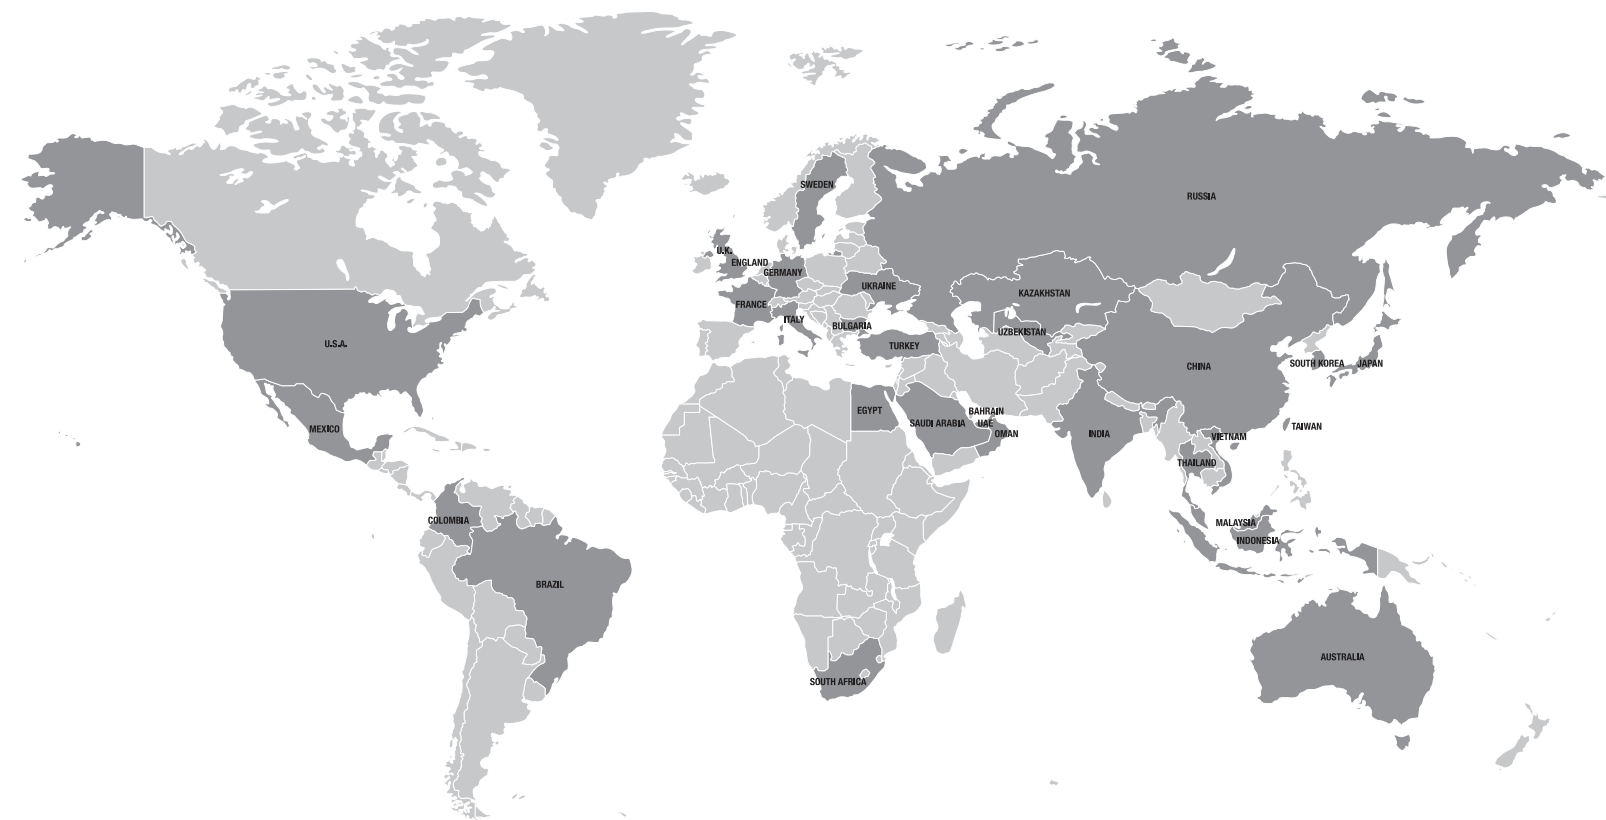 SWEDEN
RUSSIA
U.K.
ENGLAND
GERMANY
UKRAINE
KAZAKHSTAN
FRANCE
ITALY
BULGARIA
UZBEKISTAN
U.S.A.
TURKEY
CHINA
SOUTH KOREA
JAPAN
EGYPT
BAHRAIN
SAUDI ARABIA
UAE
OMAN
MEXICO
INDIA
TAIWAN
VIETNAM
THAILAND
COLOMBIA
MALAYSIA
INDONESIA
BRAZIL
AUSTRALIA
SOUTH AFRICA